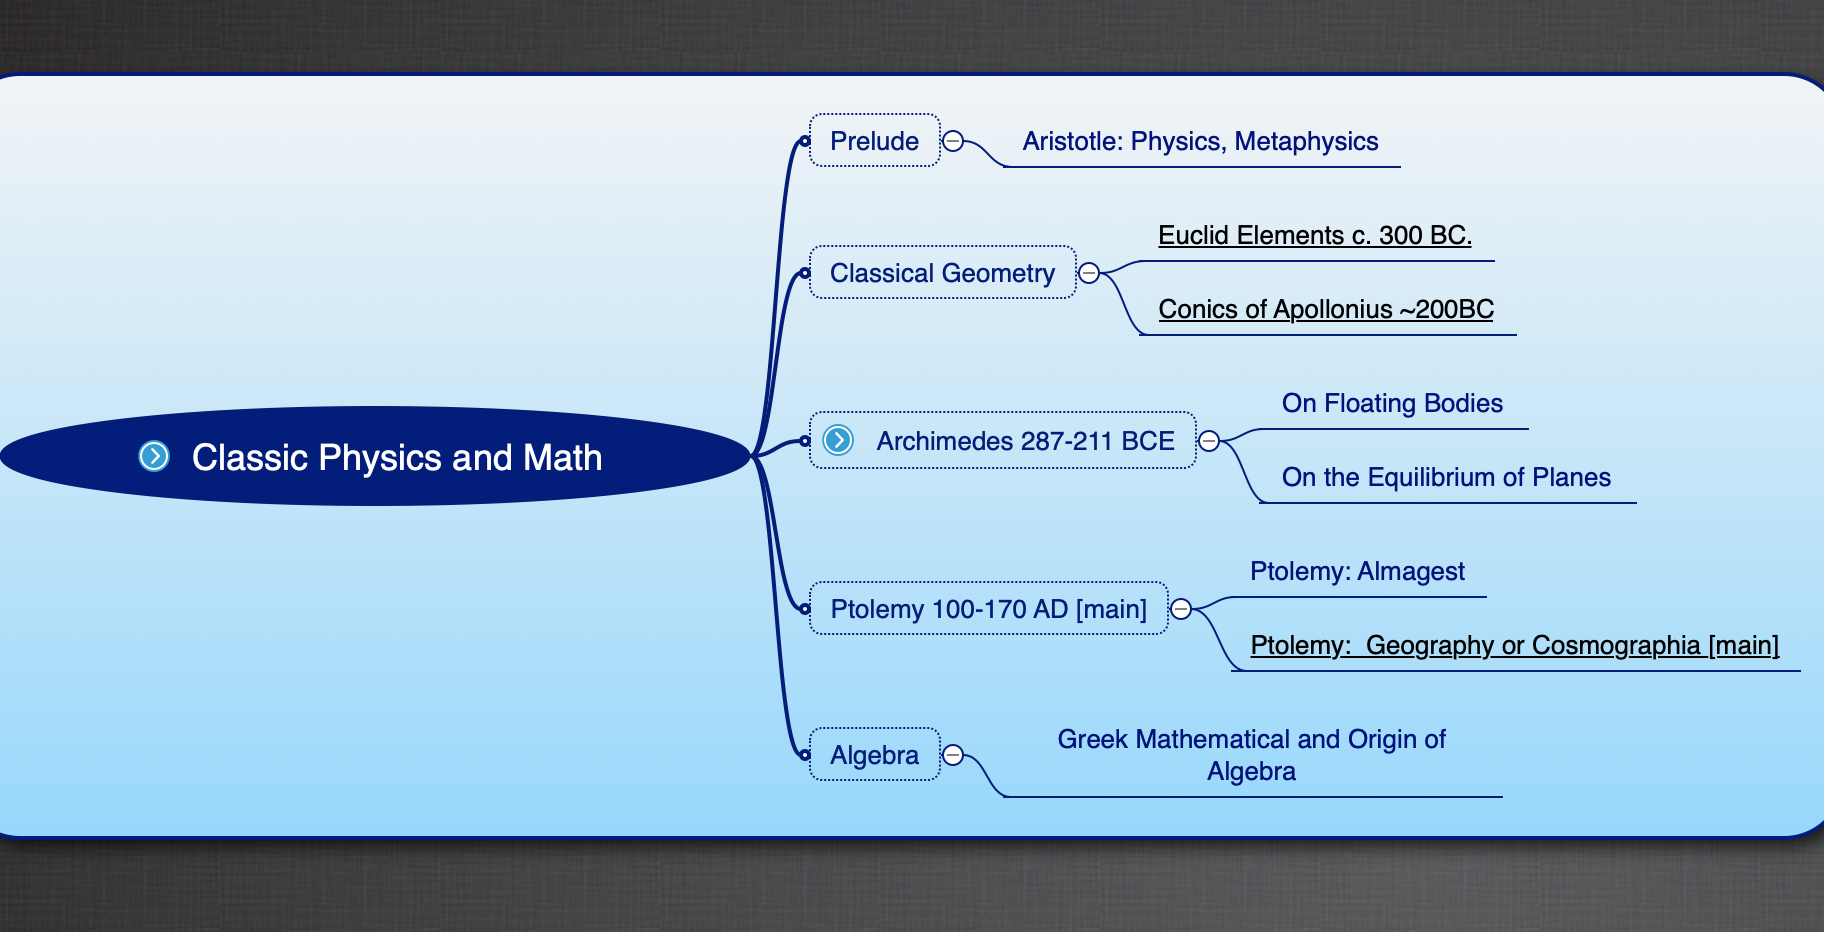 Classic Physics and Math
Prelude
Aristotle: Physics, Metaphysics
Classical Geometry
Euclid Elements c. 300 BC.
Conics of Apollonius ~200BC
Archimedes 287-211 BCE
On Floating Bodies
On the Equilibrium of Planes
Ptolemy 100-170 AD [main]
Ptolemy: Almagest
Ptolemy:  Geography or Cosmographia [main]
Algebra
Greek Mathematical and Origin of
Algebra